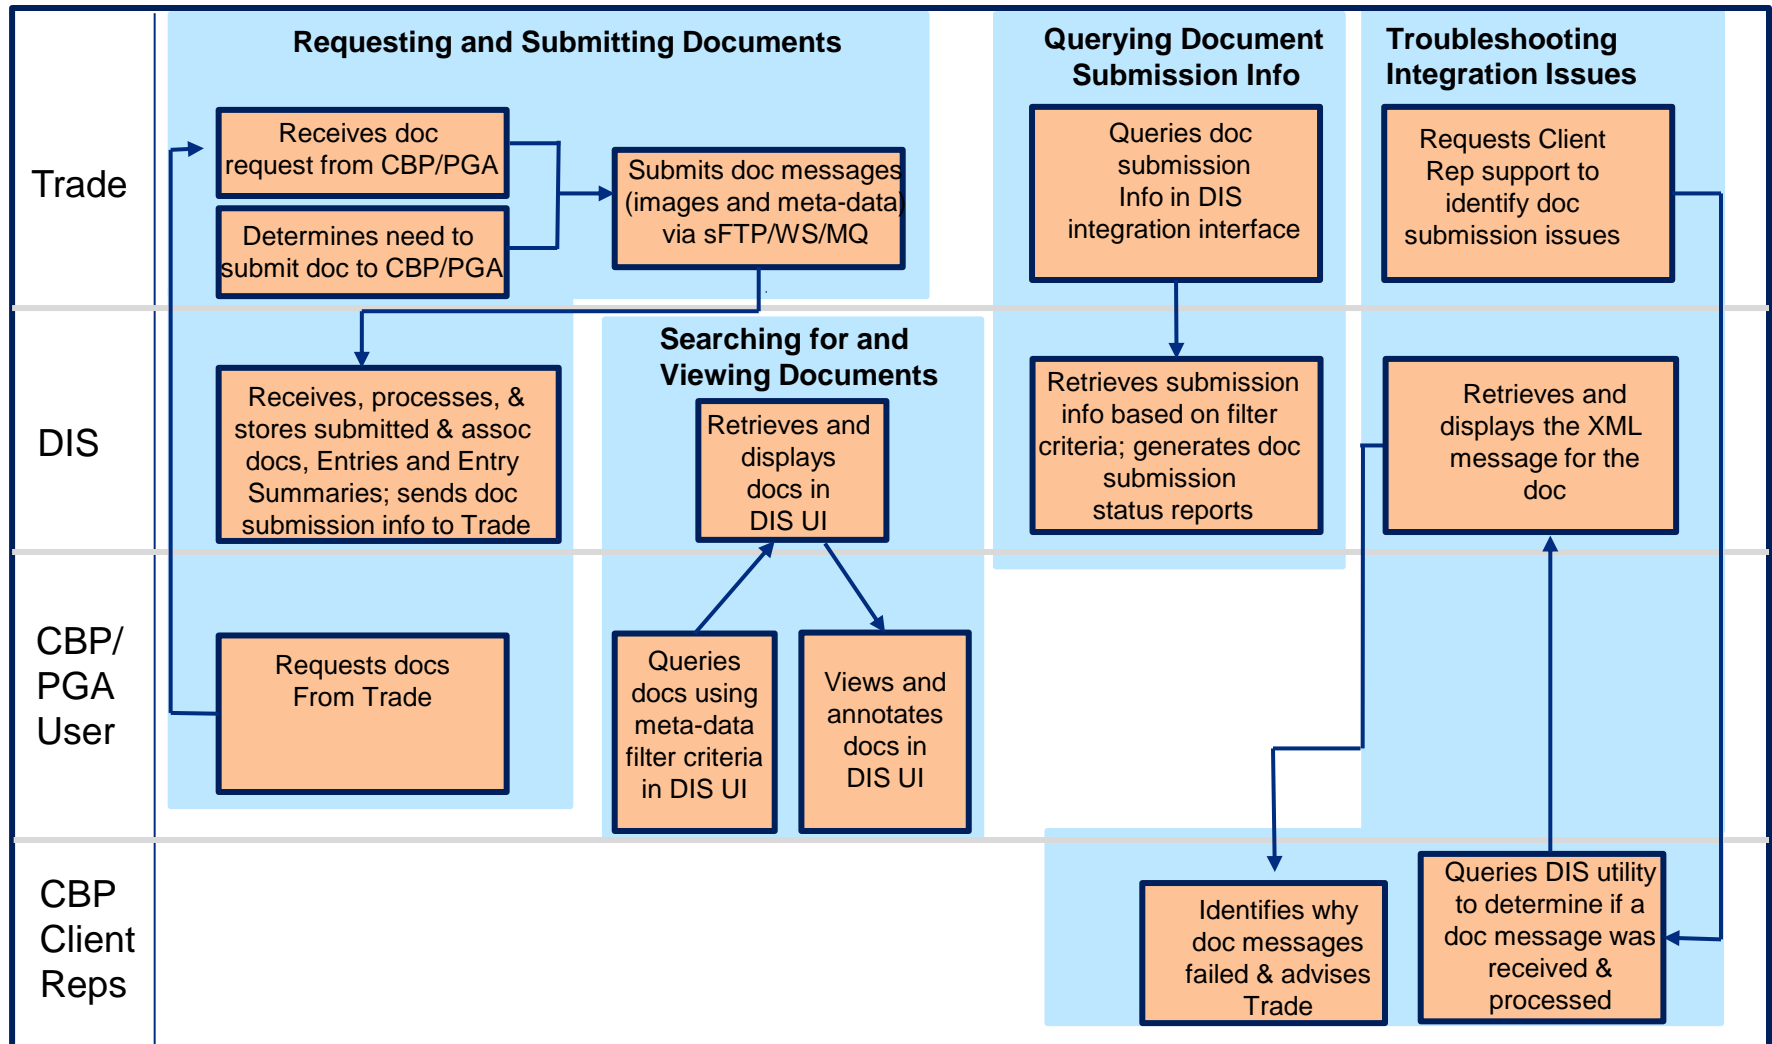 Requesting and Submitting Documents
Querying Document
Submission Info
Troubleshooting
Integration Issues
Trade
Receives doc
request from CBP/PGA
Determines need to
submit doc to CBP/PGA
Submits doc messages
(images and meta-data)
via sFTP/WS/MQ
Queries doc
submission
Info in DIS
integration interface
Requests Client
Rep support to
identify doc
submission issues
DIS
Receives, processes, &
stores submitted & assoc
docs, Entries and Entry
Summaries; sends doc
submission info to Trade
Searching for and
Viewing Documents
Retrieves and
displays
docs in
DIS UI
Retrieves submission
info based on filter
criteria; generates doc
submission
status reports
Retrieves and
displays the XML
message for the
doc
CBP/
PGA
User
Requests docs
From Trade
Queries
docs using
meta-data
filter criteria
in DIS UI
Views and
annotates
docs in
DIS UI
CBP
Client
Reps
Identifies why
doc messages
failed & advises
Trade
Queries DIS utility
to determine if a
doc message was
received &
processed